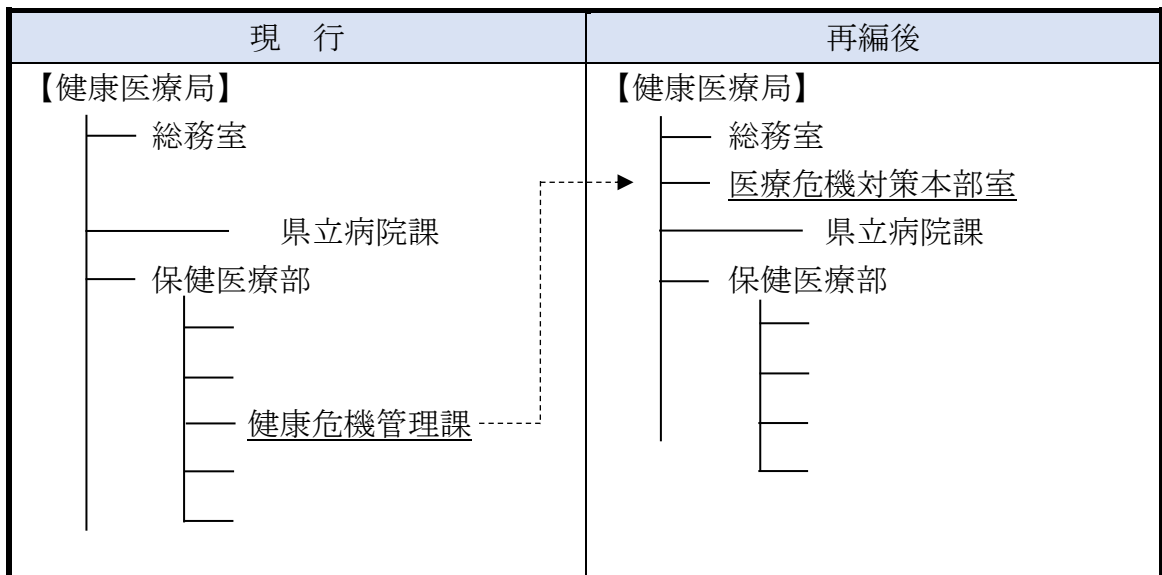 現　行
再編後
【健康医療局】
総務室
県立病院課
保健医療部
健康危機管理課
【健康医療局】
総務室
医療危機対策本部室
県立病院課
保健医療部